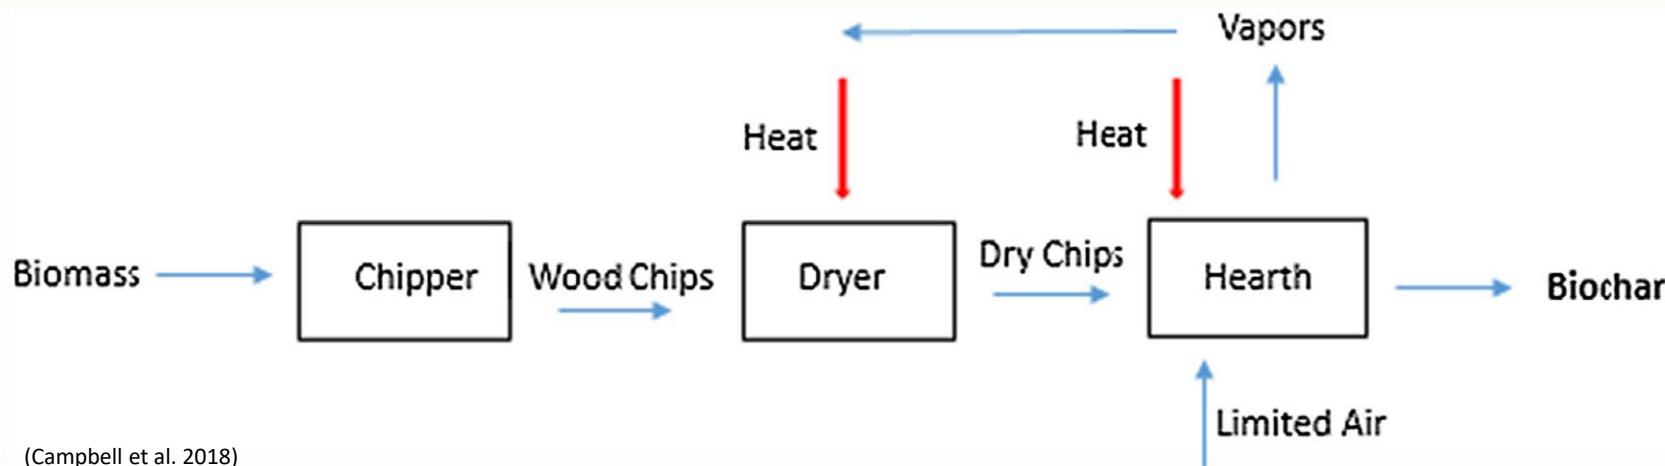 Vapors
Heat
Heat
Biomass
Chipper
Wood Chips
Dryer
Dry Chips
Hearth
Biochar
Limited Air
(Campbell et al. 2018)